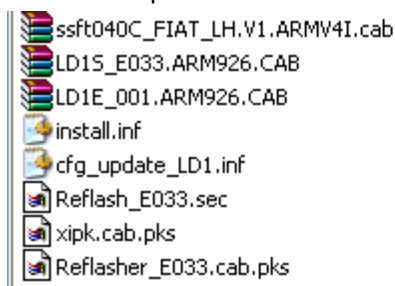 ssft040C_FIAT_LH.V1.ARMV4I.cab
LD1S_E033.ARM926.CAB
LD1E_001.ARM926.CAB
install.inf
cfg_update_LD1.inf
Reflash_E033.sec
xipk.cab.pks
Reflasher_E033.cab.pks